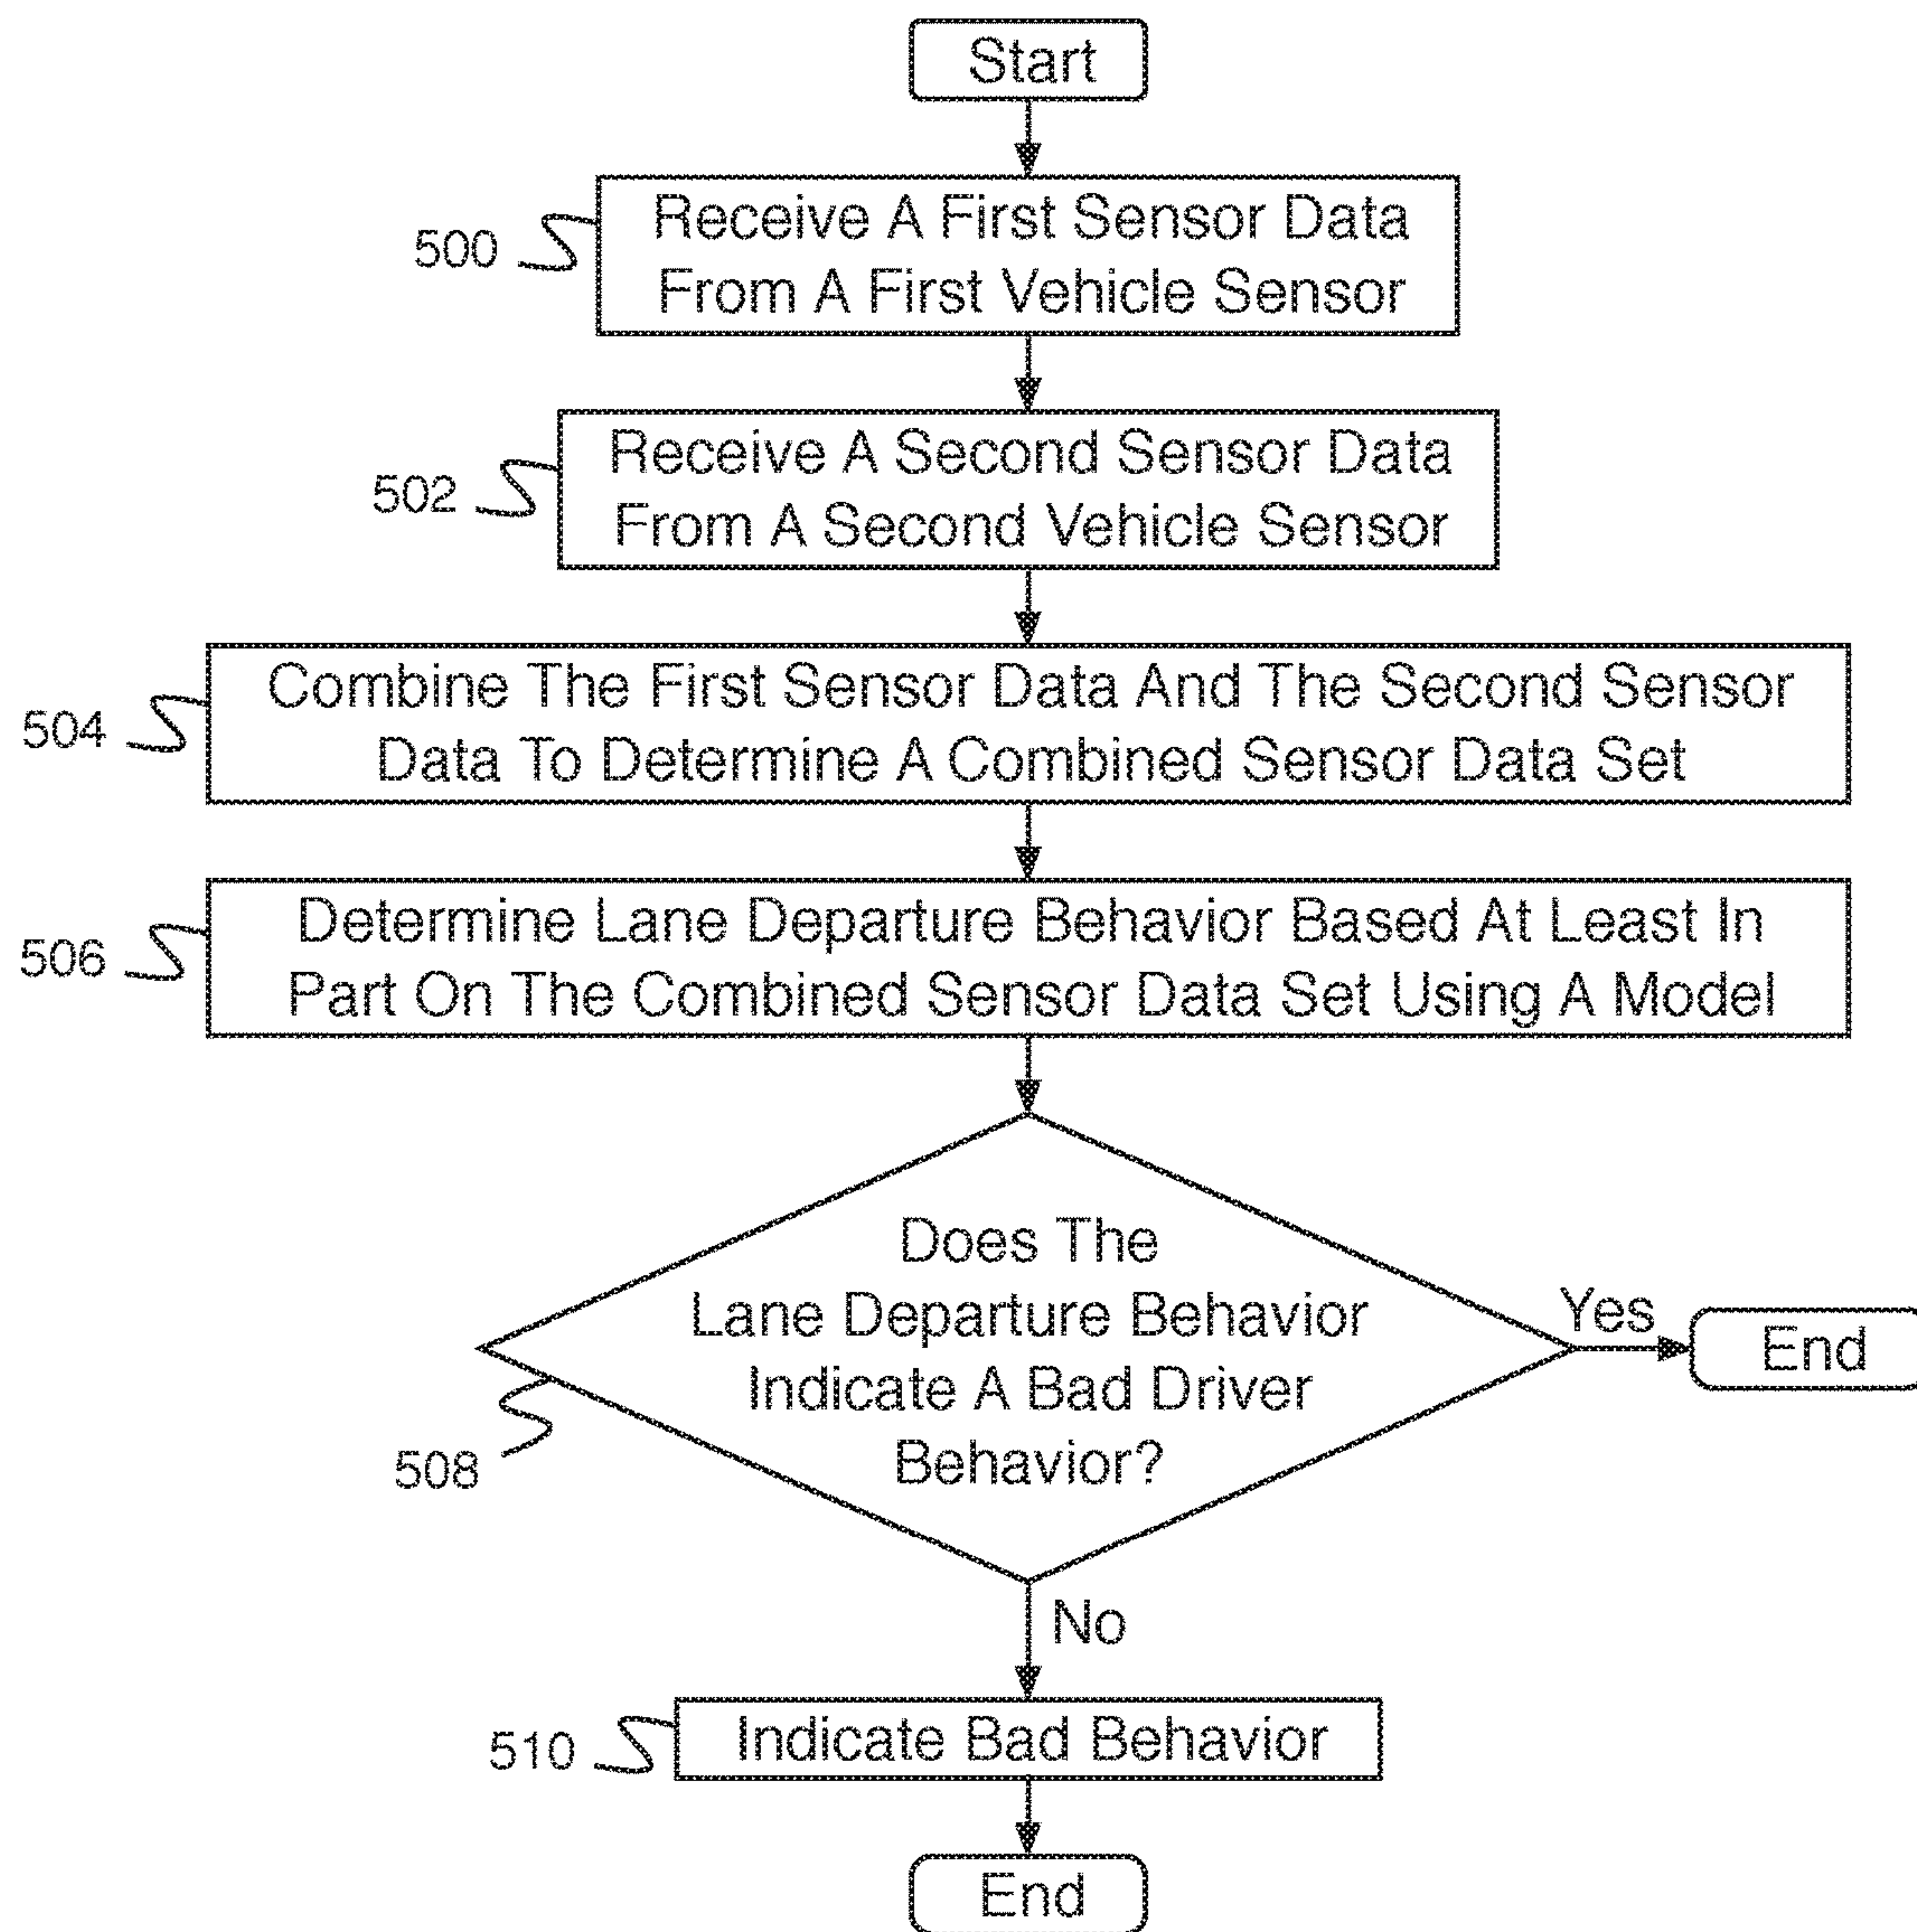 Start
500
Receive A First Sensor Data
From A First Vehicle Sensor
502
Receive A Second Sensor Data
From A Second Vehicle Sensor
504
Combine The First Sensor Data And The Second Sensor
Data To Determine A Combined Sensor Data Set
506
Determine Lane Departure Behavior Based At Least In
Part On The Combined Sensor Data Set Using A Model
Does The
Lane Departure Behavior
Indicate A Bad Driver
Behavior?
508
Yes
End
No
510
Indicate Bad Behavior
End